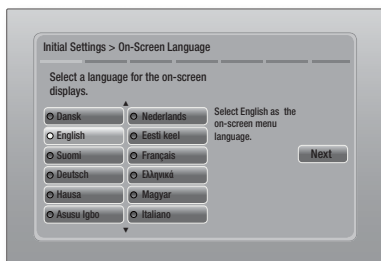 Initial Settings > On-Screen Language
Select a language for the on-screen
displays.
Dansk
English
Suomi
Deutsch
Hausa
Asusu Igbo
Nederlands
Eesti keel
Français
Ελληνικά
Magyar
Italiano
Select English as the
on-screen menu
language.
Next